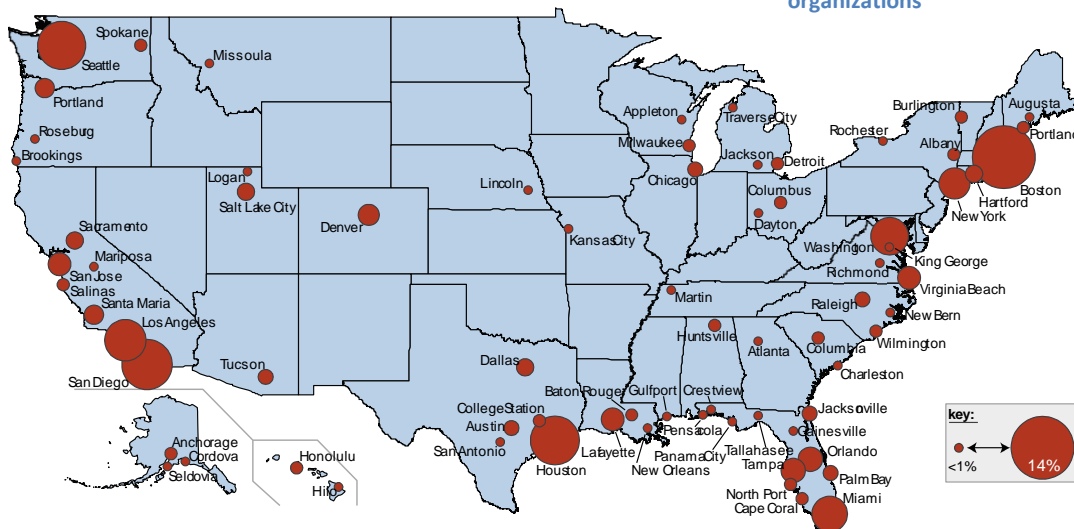 organizations
Spokane
Seattle
Missoula
Portland
Roseburg
Brookings
Logan
Salt Lake City
Denver
Lincoln
Kansas City
Appleton
Milwaukee
Chicago
Traverse City
Jackson
Detroit
Columbus
Dayton
Rochester
Burlington
Albany
Augusta
Portland
Boston
Hartford
New York
Washington
King George
Richmond
Virginia Beach
Raleigh
New Bern
Wilmington
Columbia
Charleston
Martin
Huntsville
Atlanta
Sacramento
Mariposa
San Jose
Salinas
Santa Maria
Los Angeles
San Diego
Tucson
Dallas
College Station
Austin
San Antonio
Houston
Baton Rouge
Lafayette
New Orleans
Gulfport
Crestview
Pensacola
Panama City
Tallahasee
Jacksonville
Gainesville
Orlando
Tampa
Palm Bay
North Port
Cape Coral
Miami
Anchorage
Cordova
Seldovia
Honolulu
Hilo
key:
<1%
14%